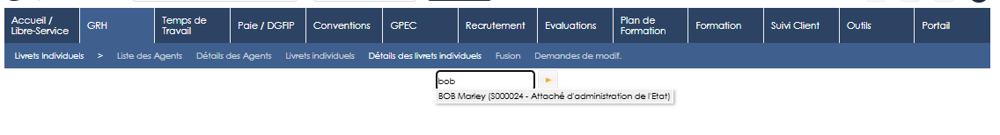 Accueil / Libre-Service GRH Temps de Travail Paie / DGFIP Conventions GPEC Recrutement Evaluations Plan de Formation Formation Suivi Client Outils Portail
Livrets Individuels > Liste des Agents Détails des Agents Livrets individuels Détails des livrets individuels Fusion Demandes de modif.
bob
BOB Marley (S000024 - Attaché d'administration de l'Etat)